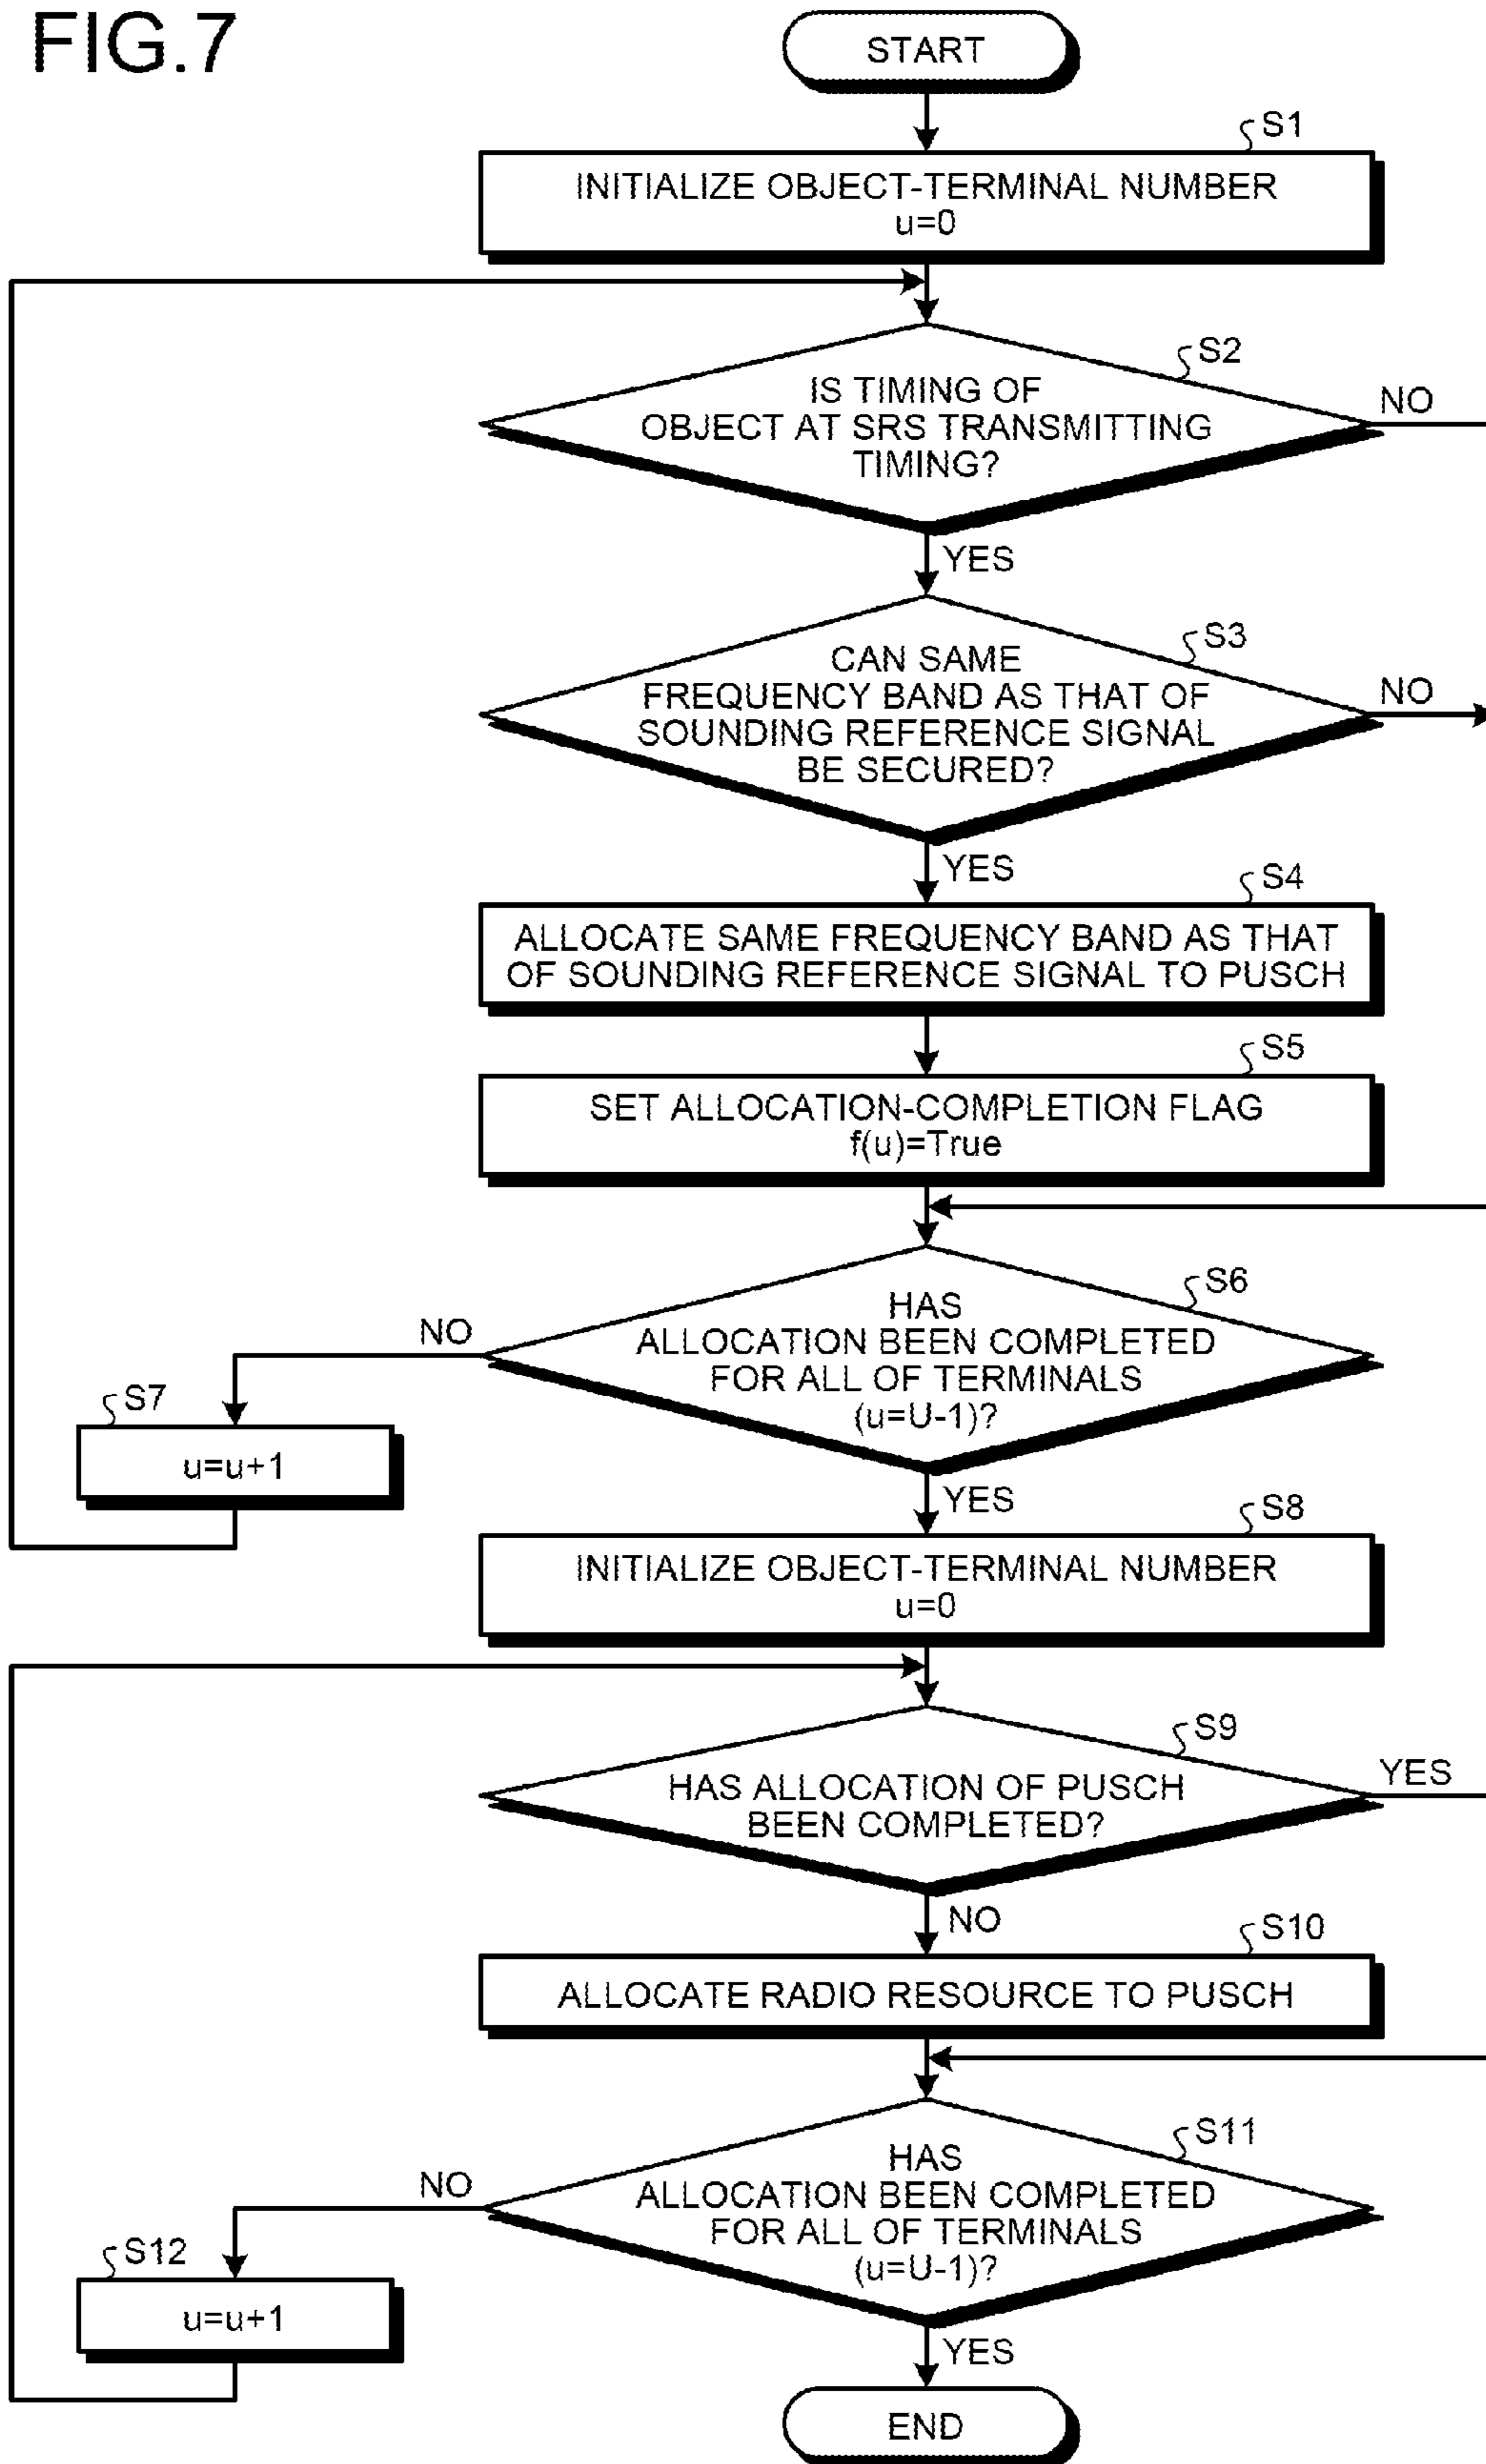 FIG.7
START
S1
INITIALIZE OBJECT-TERMINAL NUMBER
u=0
S2
IS TIMING OF
OBJECT AT SRS TRANSMITTING
TIMING?
NO
YES
S3
CAN SAME
FREQUENCY BAND AS THAT OF
SOUNDING REFERENCE SIGNAL
BE SECURED?
NO
YES
S4
ALLOCATE SAME FREQUENCY BAND AS THAT
OF SOUNDING REFERENCE SIGNAL TO PUSCH
S5
SET ALLOCATION-COMPLETION FLAG
f(u)=True
S6
HAS
ALLOCATION BEEN COMPLETED
FOR ALL OF TERMINALS
(u=U-1)?
NO
S7
u=u+1
YES
S8
INITIALIZE OBJECT-TERMINAL NUMBER
u=0
S9
HAS ALLOCATION OF PUSCH
BEEN COMPLETED?
YES
NO
S10
ALLOCATE RADIO RESOURCE TO PUSCH
S11
HAS
ALLOCATION BEEN COMPLETED
FOR ALL OF TERMINALS
(u=U-1)?
NO
S12
u=u+1
YES
END